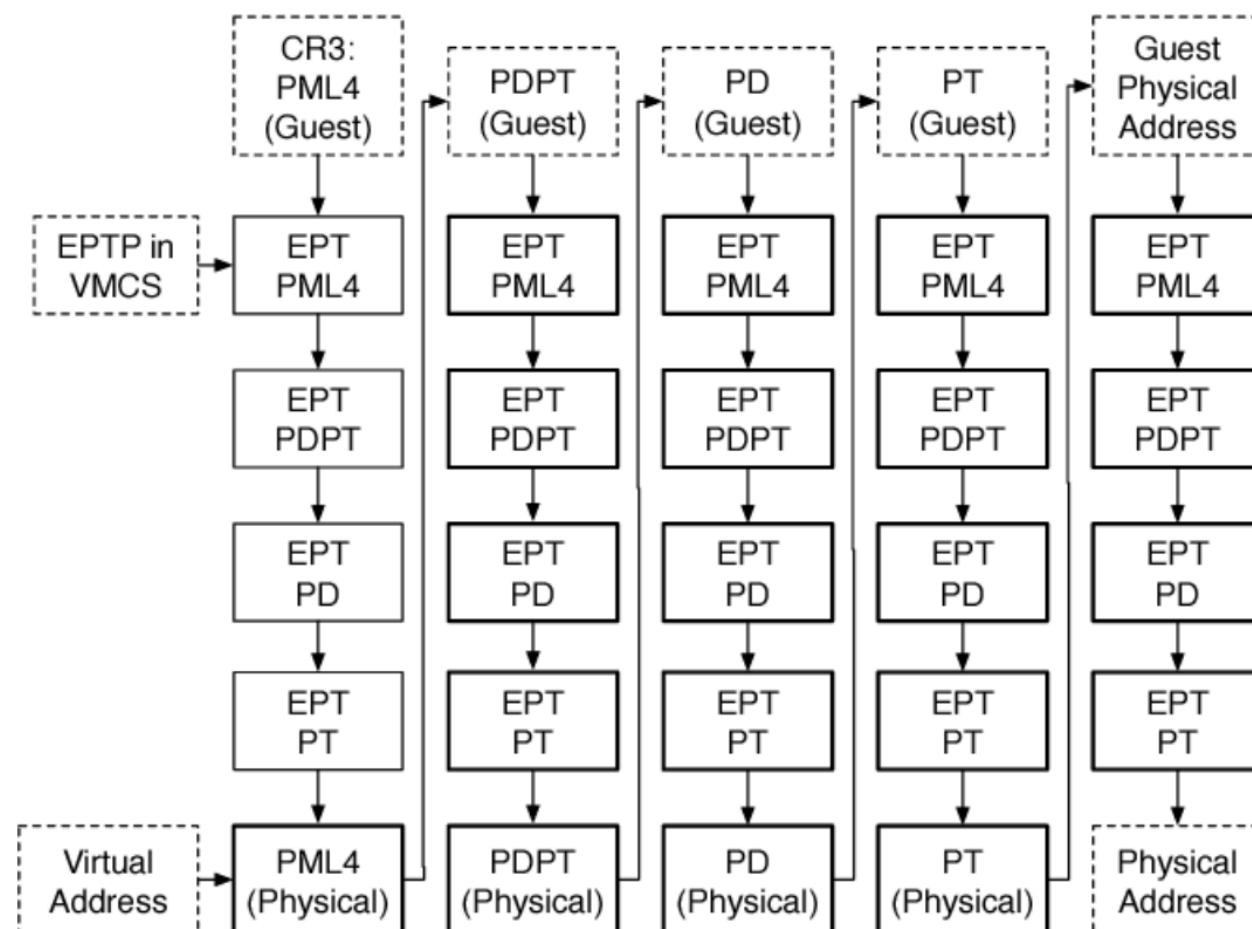 CR3:
PML4
(Guest)
PDPT
(Guest)
PD
(Guest)
PT
(Guest)
Guest
Physical
Address
EPTP in
VMCS
EPT
PML4
EPT
PML4
EPT
PML4
EPT
PML4
EPT
PML4
EPT
PDPT
EPT
PDPT
EPT
PDPT
EPT
PDPT
EPT
PDPT
EPT
PD
EPT
PD
EPT
PD
EPT
PD
EPT
PD
EPT
PT
EPT
PT
EPT
PT
EPT
PT
EPT
PT
Virtual
Address
PML4
(Physical)
PDPT
(Physical)
PD
(Physical)
PT
(Physical)
Physical
Address